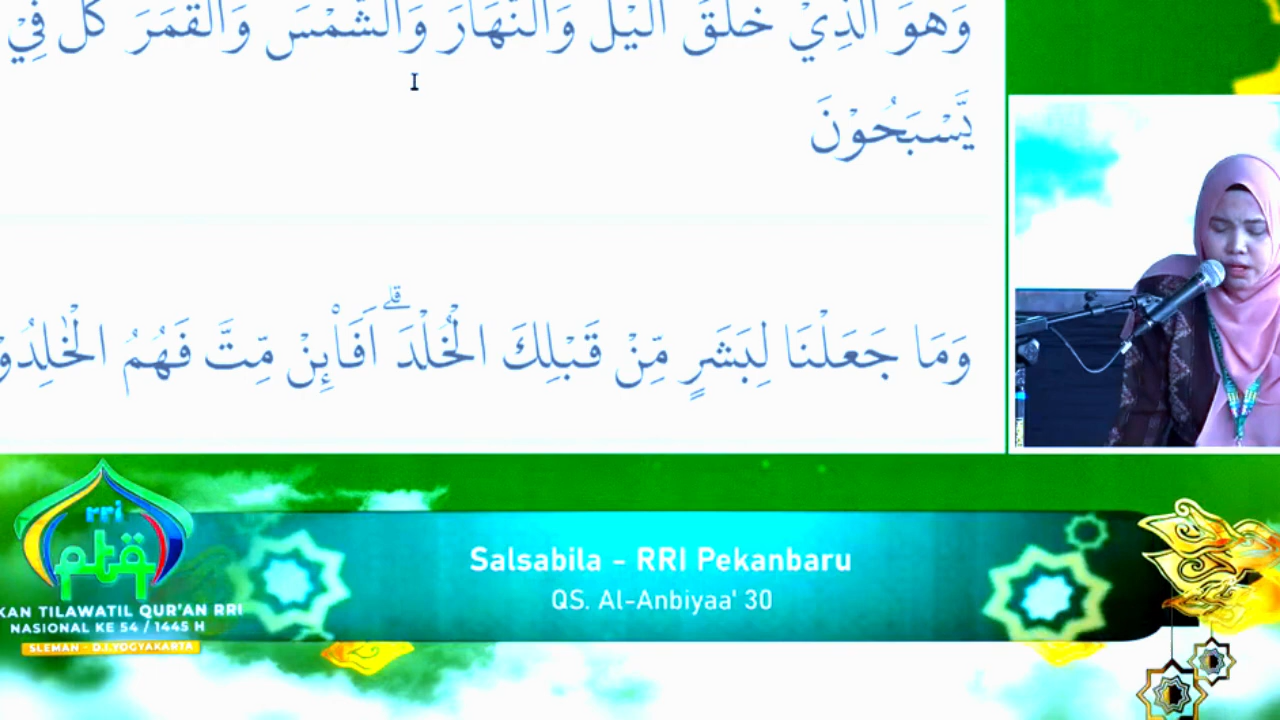 وَهُوَ الَّذِيْ خَلَقَ الَّيْلَ وَالنَّهَارَ وَالشَّمْسَ وَالْقَمَرَ كُلٌّ فِيْ
يَّسْبَحُوْنَ
وَمَا جَعَلْنَا لِبَشَرٍ مِّنْ قَبْلِكَ الْخُلْدَ ۗ اَفَا۟ىِٕنْ مِّتَّ فَهُمُ
rri
ptq
KAN TILAWATIL QUR'AN RRI
NASIONAL KE 54 / 1445 H
SLEMAN - D.I.YOGYAKARTA
Salsabila - RRI Pekanbaru
QS. Al-Anbiyaa' 30